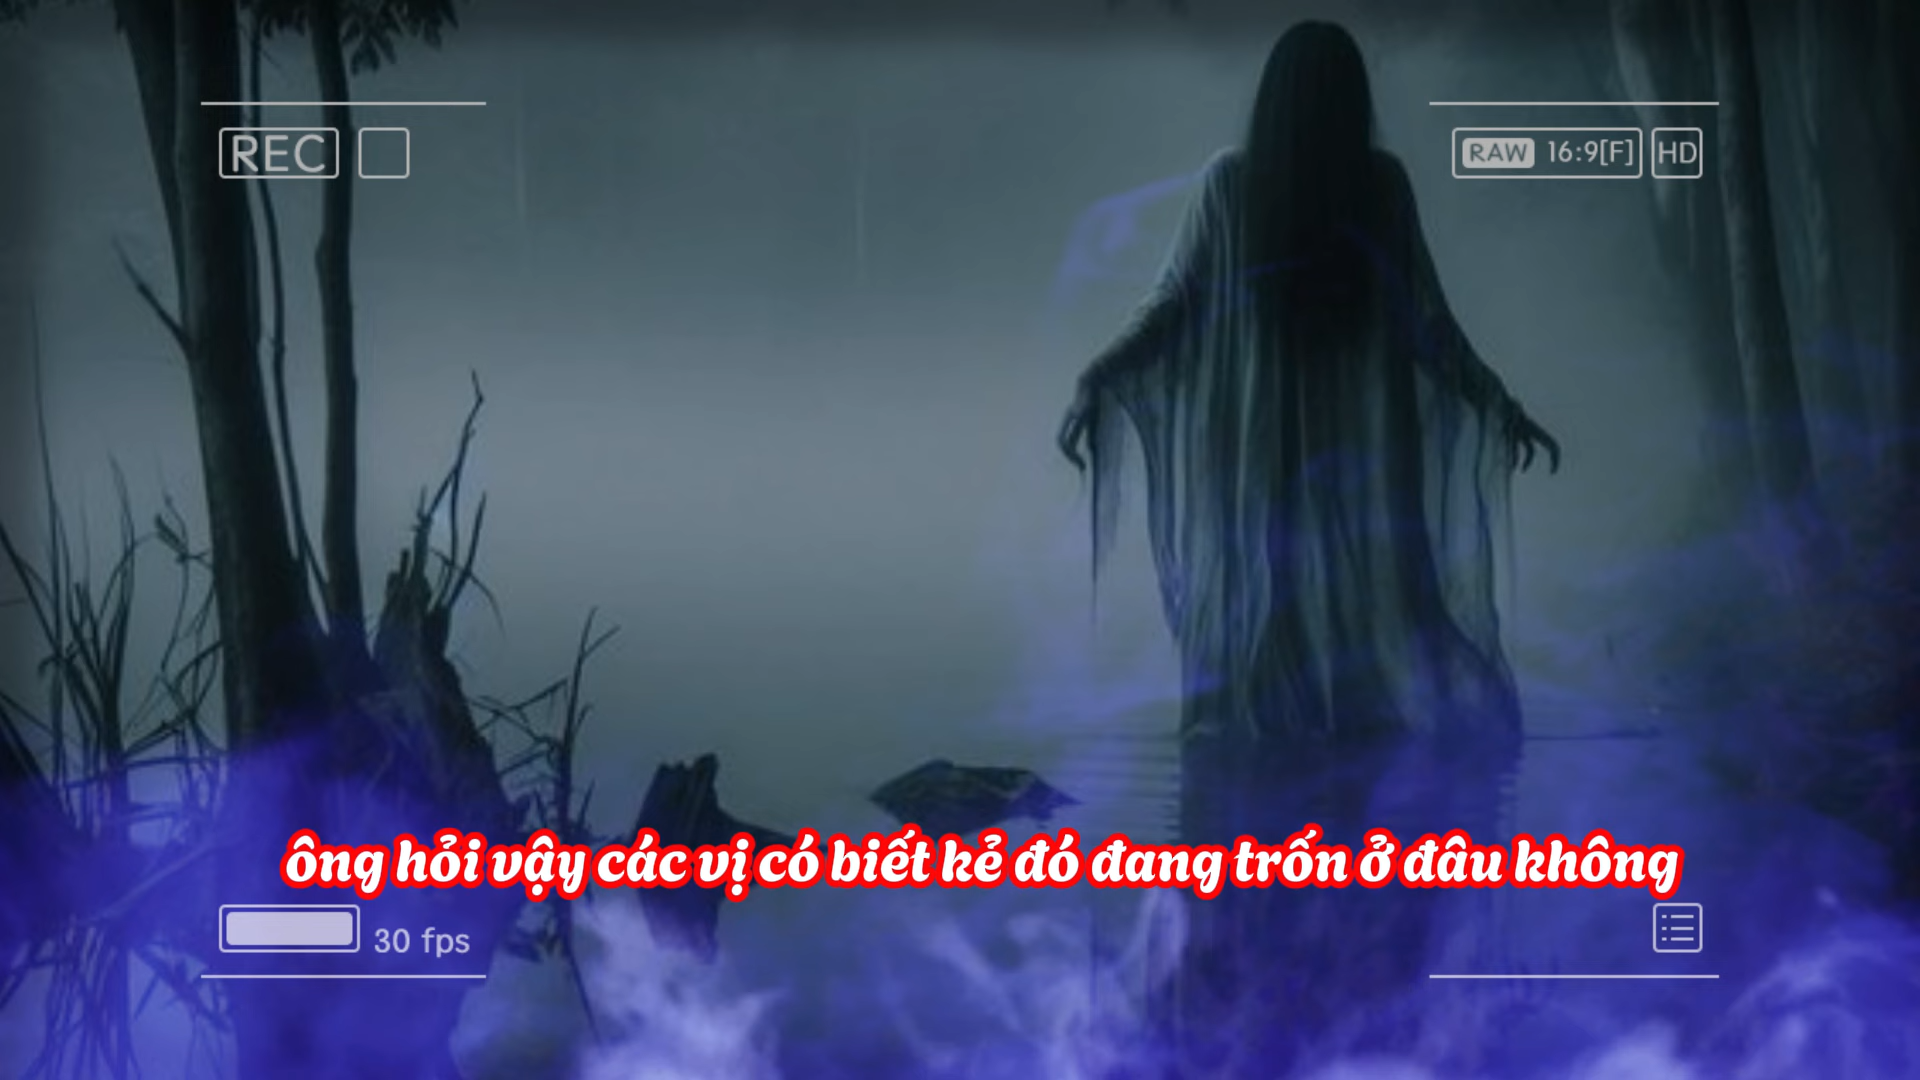 REC
RAW 16:9[F] HD
ông hỏi vậy các vị có biết kẻ đó đang trốn ở đâu không
30 fps